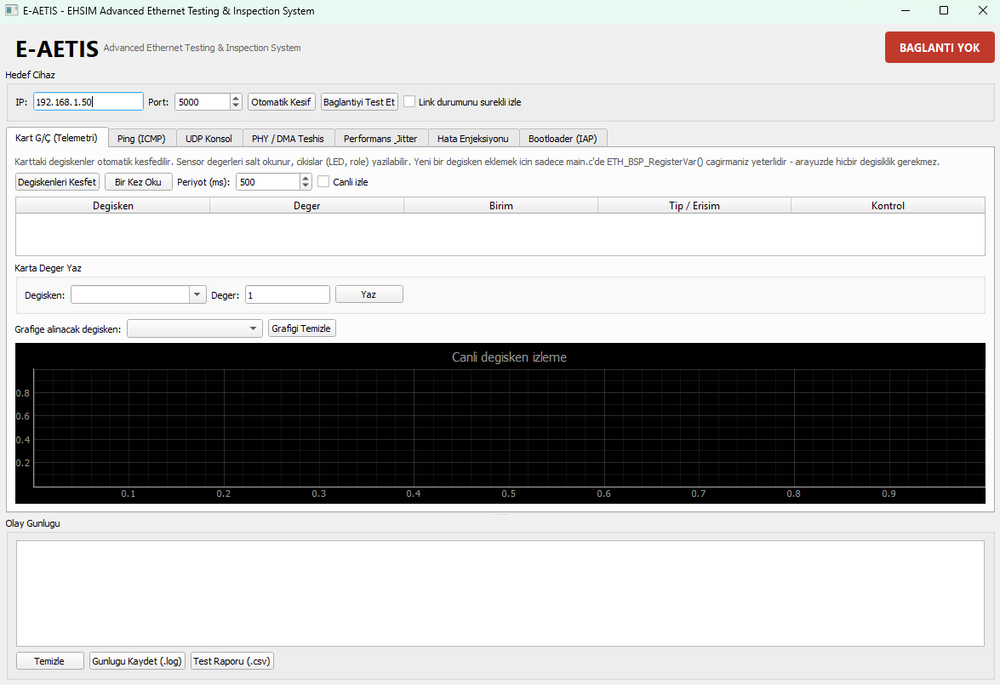 E-AETIS - EHSIM Advanced Ethernet Testing & Inspection System
E-AETIS Advanced Ethernet Testing & Inspection System BAGLANTI YOK
Hedef Cihaz
IP: 192.168.1.50 Port: 5000 Otomatik Kesif Baglantiyi Test Et Link durumunu surekli izle
Kart G/Ç (Telemetri) Ping (ICMP) UDP Konsol PHY / DMA Teshis Performans_Jitter Hata Enjeksiyonu Bootloader (IAP)
Karttaki degiskenler otomatik kesfedilir. Sensor degerleri salt okunur, cikislar (LED, role) yazilabilir. Yeni bir degisken eklemek icin sadece main.c'de ETH_BSP_RegisterVar() cagirmaniz yeterlidir - arayuzde hicbir degisiklik gerekmez.
Degiskenleri Kesfet Bir Kez Oku Periyot (ms): 500 Canli izle
Degisken Deger Birim Tip / Erisim Kontrol
Karta Deger Yaz
Degisken: Deger: 1 Yaz
Grafige alinacak degisken: Grafigi Temizle
Canli degisken izleme
0.8
0.6
0.4
0.2
0.1 0.2 0.3 0.4 0.5 0.6 0.7 0.8 0.9
Olay Gunlugu
Temizle Gunlugu Kaydet (.log) Test Raporu (.csv)